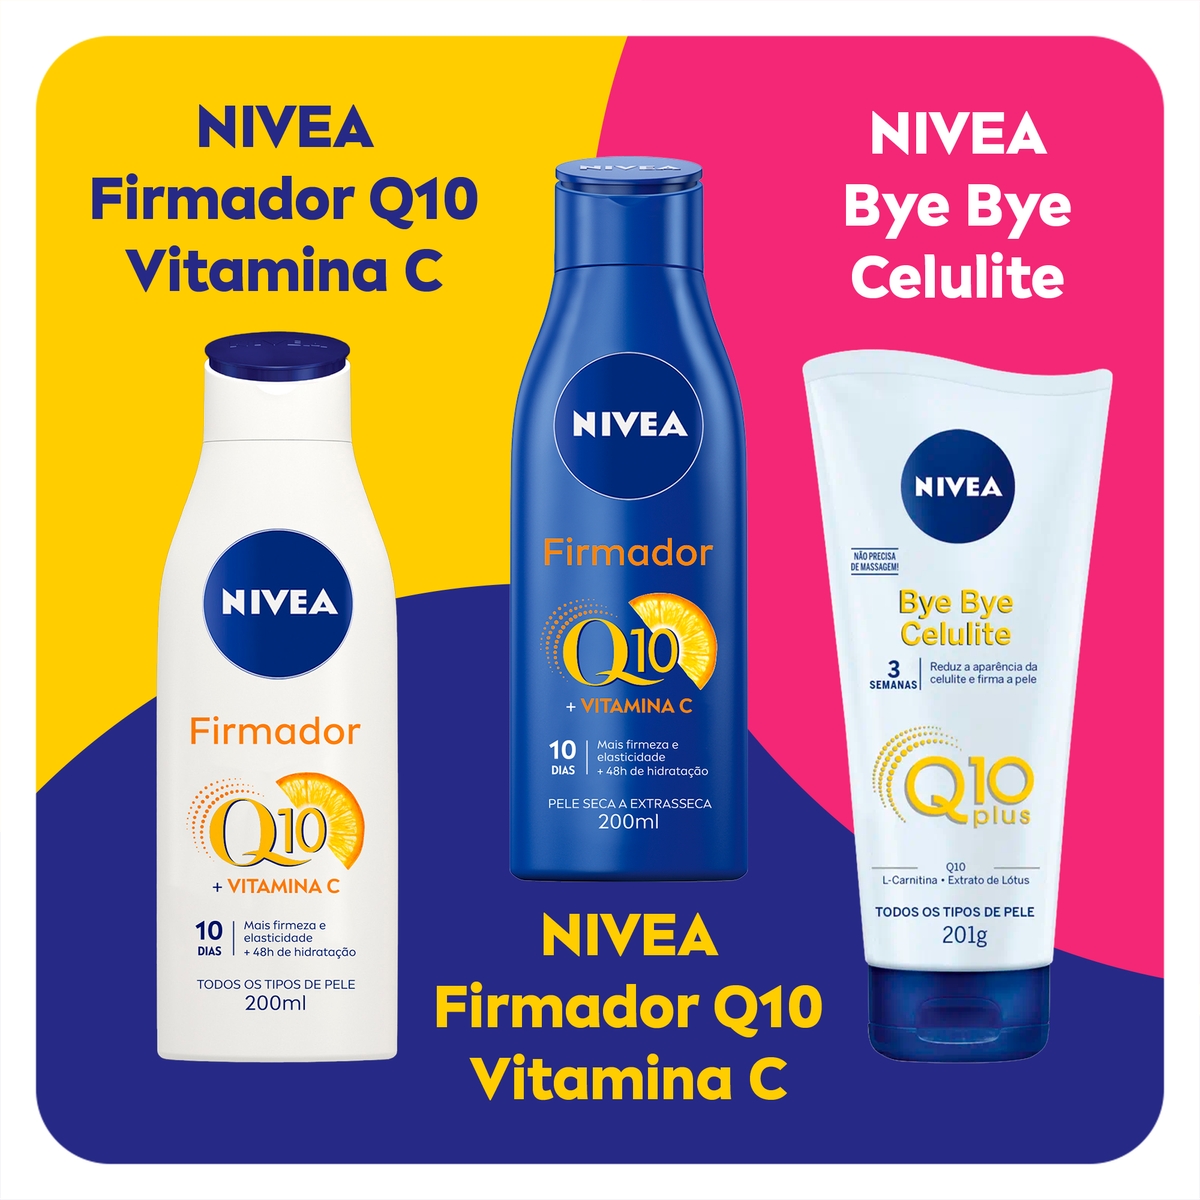 NIVEA
Firmador Q10
Vitamina C
NIVEA
Firmador
Q10
+ VITAMINA C
10
DIAS
Mais firmeza e
elasticidade
+ 48h de hidratação
TODOS OS TIPOS DE PELE
200ml
NIVEA
NIVEA
Firmador
Q10
+ VITAMINA C
10
DIAS
Mais firmeza e
elasticidade
+ 48h de hidratação
PELE SECA A EXTRASSECA
200ml
NIVEA
Firmador Q10
Vitamina C
NIVEA
Bye Bye
Celulite
NIVEA
NÃO PRECISA
DE MASSAGEM!
Bye Bye
Celulite
3
SEMANAS
Reduz a aparência da
celulite e firma a pele
Q10
plus
Q10
L-Carnitina • Extrato de Lótus
TODOS OS TIPOS DE PELE
201g